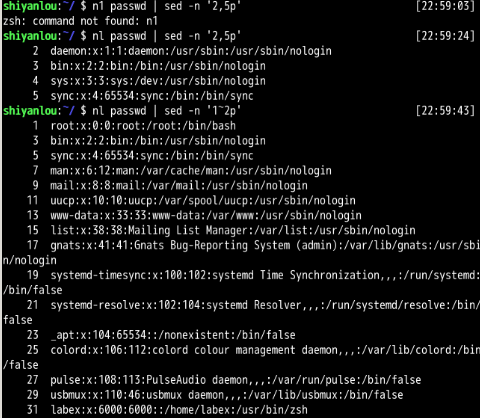 shiyanlou:~/ $ n1 passwd | sed -n '2,5p' [22:59:03]
zsh: command not found: n1
shiyanlou:~/ $ nl passwd | sed -n '2,5p' [22:59:24]
2 daemon:x:1:1:daemon:/usr/sbin:/usr/sbin/nologin
3 bin:x:2:2:bin:/bin:/usr/sbin/nologin
4 sys:x:3:3:sys:/dev:/usr/sbin/nologin
5 sync:x:4:65534:sync:/bin:/bin/sync
shiyanlou:~/ $ nl passwd | sed -n '1~2p' [22:59:43]
1 root:x:0:0:root:/root:/bin/bash
3 bin:x:2:2:bin:/bin:/usr/sbin/nologin
5 sync:x:4:65534:sync:/bin:/bin/sync
7 man:x:6:12:man:/var/cache/man:/usr/sbin/nologin
9 mail:x:8:8:mail:/var/mail:/usr/sbin/nologin
11 uucp:x:10:10:uucp:/var/spool/uucp:/usr/sbin/nologin
13 www-data:x:33:33:www-data:/var/www:/usr/sbin/nologin
15 list:x:38:38:Mailing List Manager:/var/list:/usr/sbin/nologin
17 gnats:x:41:41:Gnats Bug-Reporting System (admin):/var/lib/gnats:/usr/sbi
n/nologin
19 systemd-timesync:x:100:102:systemd Time Synchronization,,,:/run/systemd:
/bin/false
21 systemd-resolve:x:102:104:systemd Resolver,,,:/run/systemd/resolve:/bin/
false
23 _apt:x:104:65534::/nonexistent:/bin/false
25 colord:x:106:112:colord colour management daemon,,,:/var/lib/colord:/bin
/false
27 pulse:x:108:113:PulseAudio daemon,,,:/var/run/pulse:/bin/false
29 usbmux:x:110:46:usbmux daemon,,,:/var/lib/usbmux:/bin/false
31 labex:x:6000:6000::/home/labex:/usr/bin/zsh